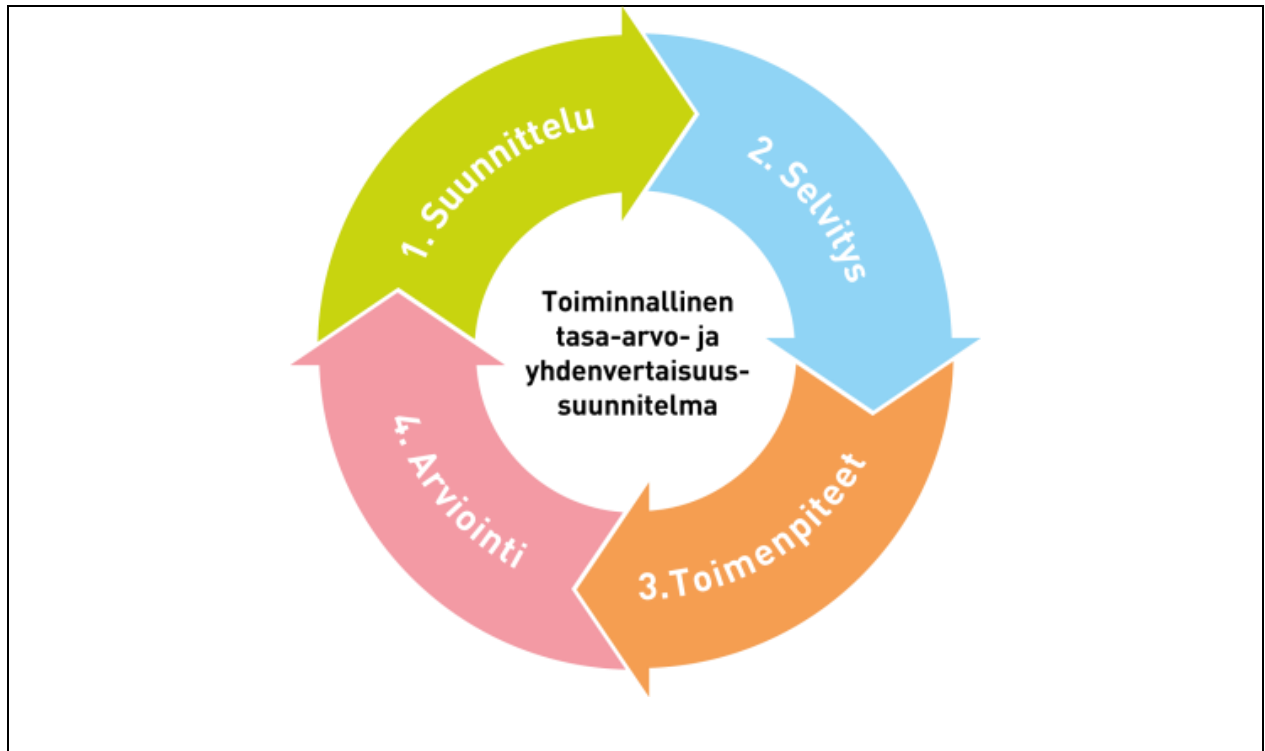 1. Suunnittelu
2. Selvitys
3.Toimenpiteet
4. Arviointi
Toiminnallinen
tasa-arvo- ja
yhdenvertaisuus-
suunnitelma